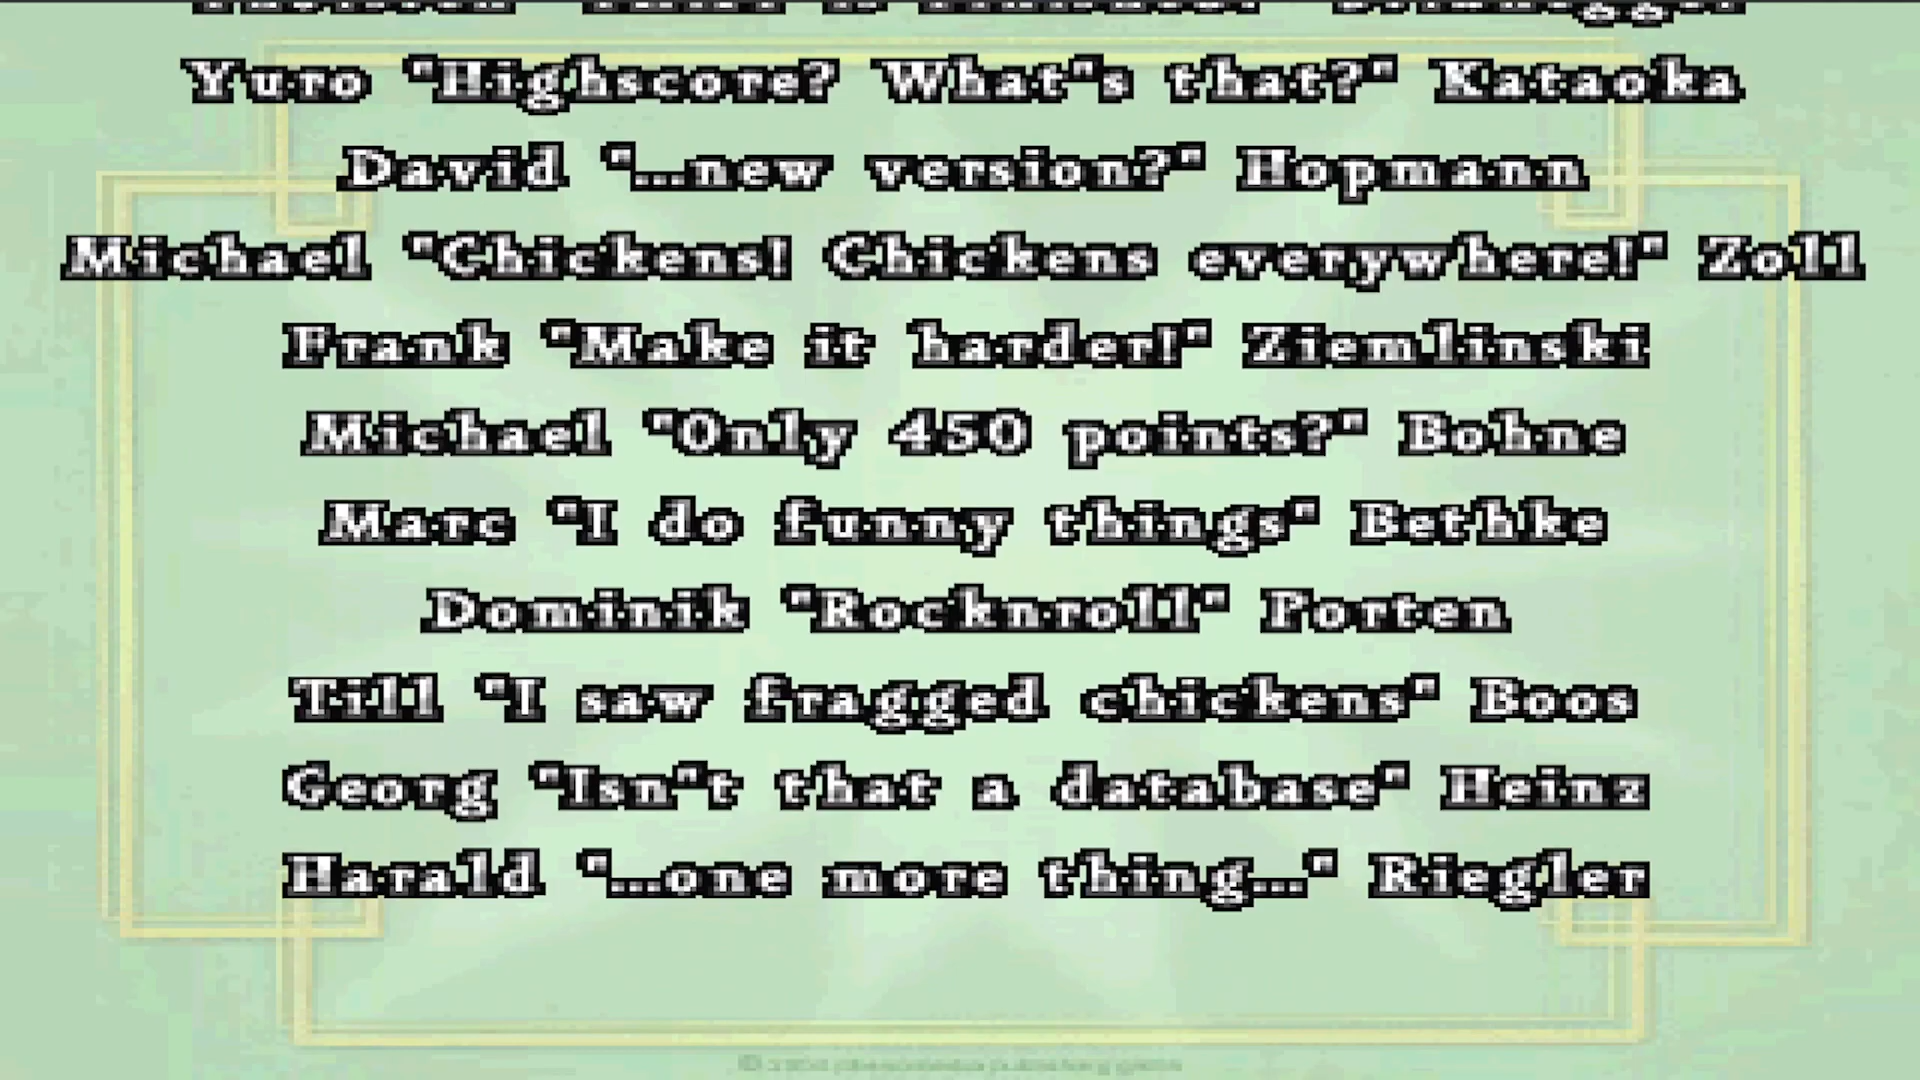 Yuro "Highscore? What"s that?" Kataoka
David "...new version?" Hopmann
Michael "Chickens! Chickens everywhere!" Zoll
Frank "Make it harder!" Ziemlinski
Michael "Only 450 points?" Bohne
Marc "I do funny things" Bethke
Dominik "Rocknroll" Porten
Till "I saw fragged chickens" Boos
Georg "Isn"t that a database" Heinz
Harald "...one more thing..." Riegler